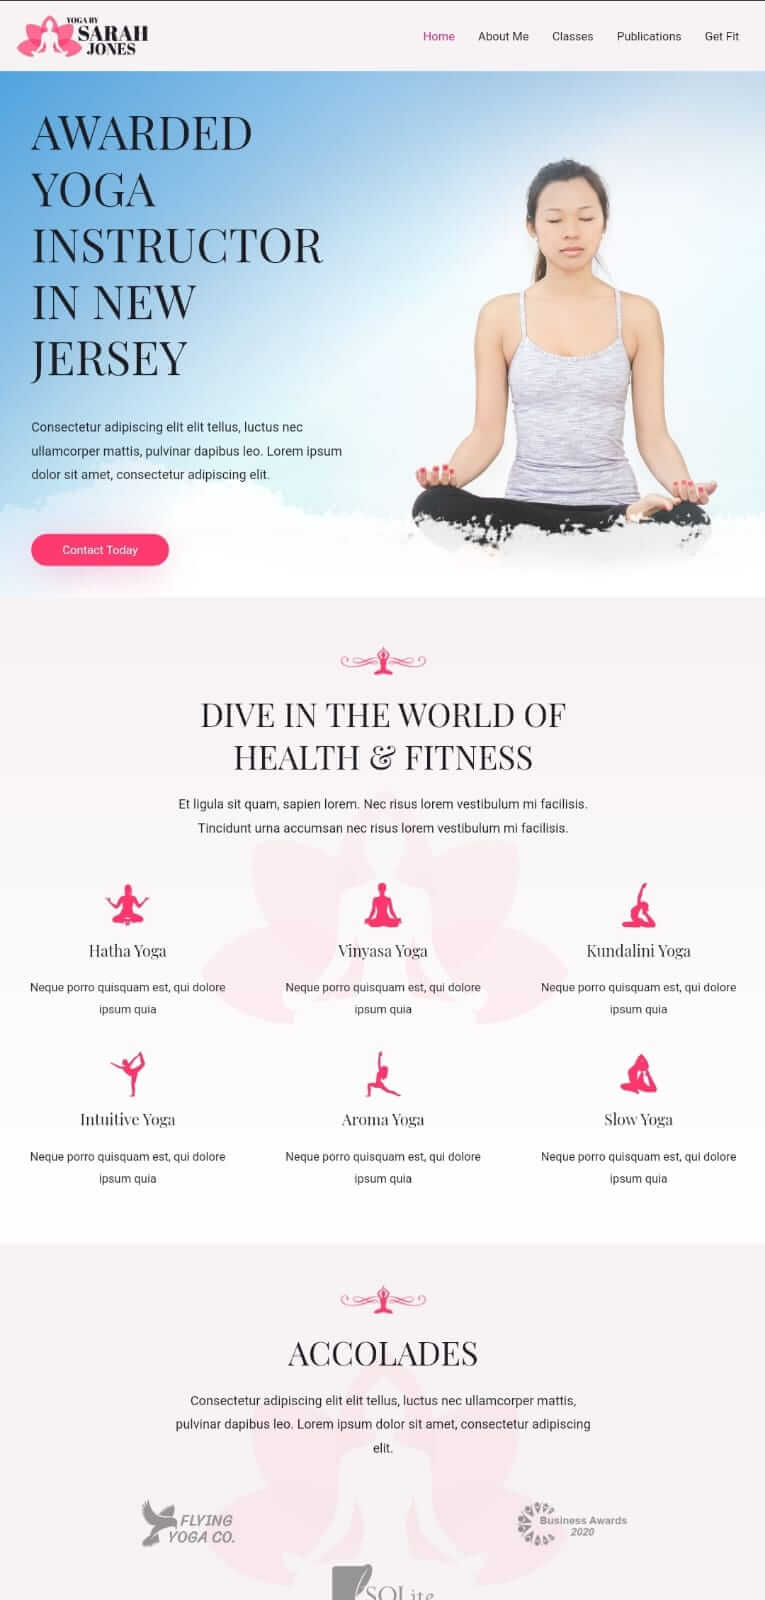 YOGA BY
SARAH
JONES
Home About Me Classes Publications Get Fit
AWARDED
YOGA
INSTRUCTOR
IN NEW
JERSEY
Consectetur adipiscing elit elit tellus, luctus nec
ullamcorper mattis, pulvinar dapibus leo. Lorem ipsum
dolor sit amet, consectetur adipiscing elit.
Contact Today
DIVE IN THE WORLD OF
HEALTH & FITNESS
Et ligula sit quam, sapien lorem. Nec risus lorem vestibulum mi facilisis.
Tincidunt urna accumsan nec risus lorem vestibulum mi facilisis.
Hatha Yoga
Neque porro quisquam est, qui dolore
ipsum quia
Vinyasa Yoga
Neque porro quisquam est, qui dolore
ipsum quia
Kundalini Yoga
Neque porro quisquam est, qui dolore
ipsum quia
Intuitive Yoga
Neque porro quisquam est, qui dolore
ipsum quia
Aroma Yoga
Neque porro quisquam est, qui dolore
ipsum quia
Slow Yoga
Neque porro quisquam est, qui dolore
ipsum quia
ACCOLADES
Consectetur adipiscing elit elit tellus, luctus nec ullamcorper mattis,
pulvinar dapibus leo. Lorem ipsum dolor sit amet, consectetur adipiscing
elit.
FLYING
YOGA CO.
Business Awards
2020
SQLite